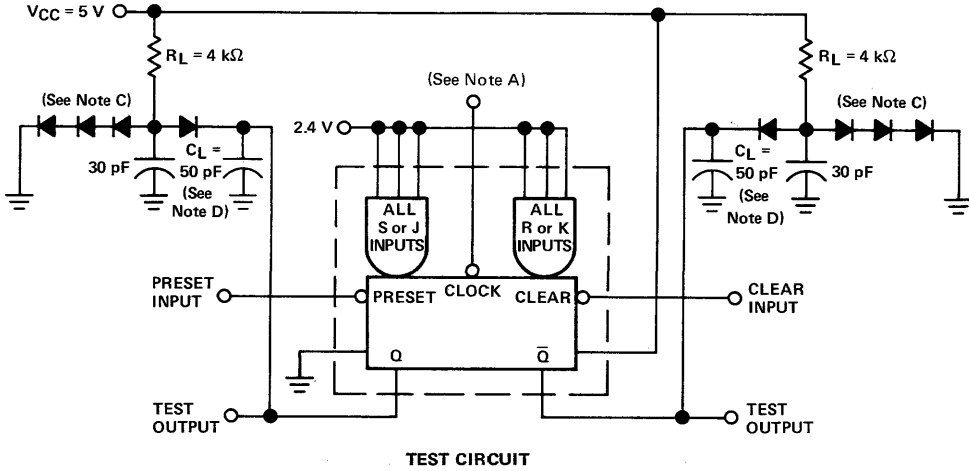 VCC = 5 V
RL = 4 kΩ
RL = 4 kΩ
(See Note A)
(See Note C)
(See Note C)
2.4 V
30 pF
CL =
50 pF
(See
Note D)
CL =
50 pF
(See
Note D)
30 pF
ALL
S or J
INPUTS
ALL
R or K
INPUTS
PRESET
INPUT
PRESET
CLOCK
CLEAR
CLEAR
INPUT
Q
Q̅
TEST
OUTPUT
TEST
OUTPUT
TEST CIRCUIT